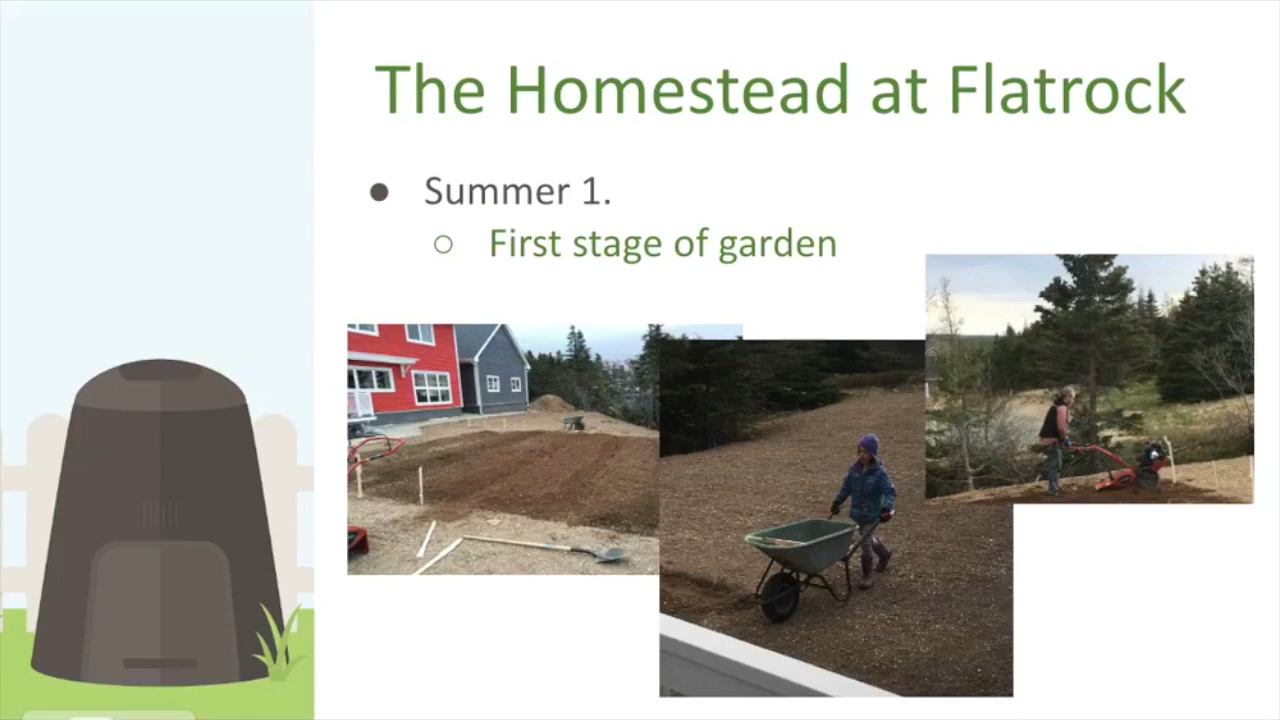 The Homestead at Flatrock
● Summer 1.
○ First stage of garden